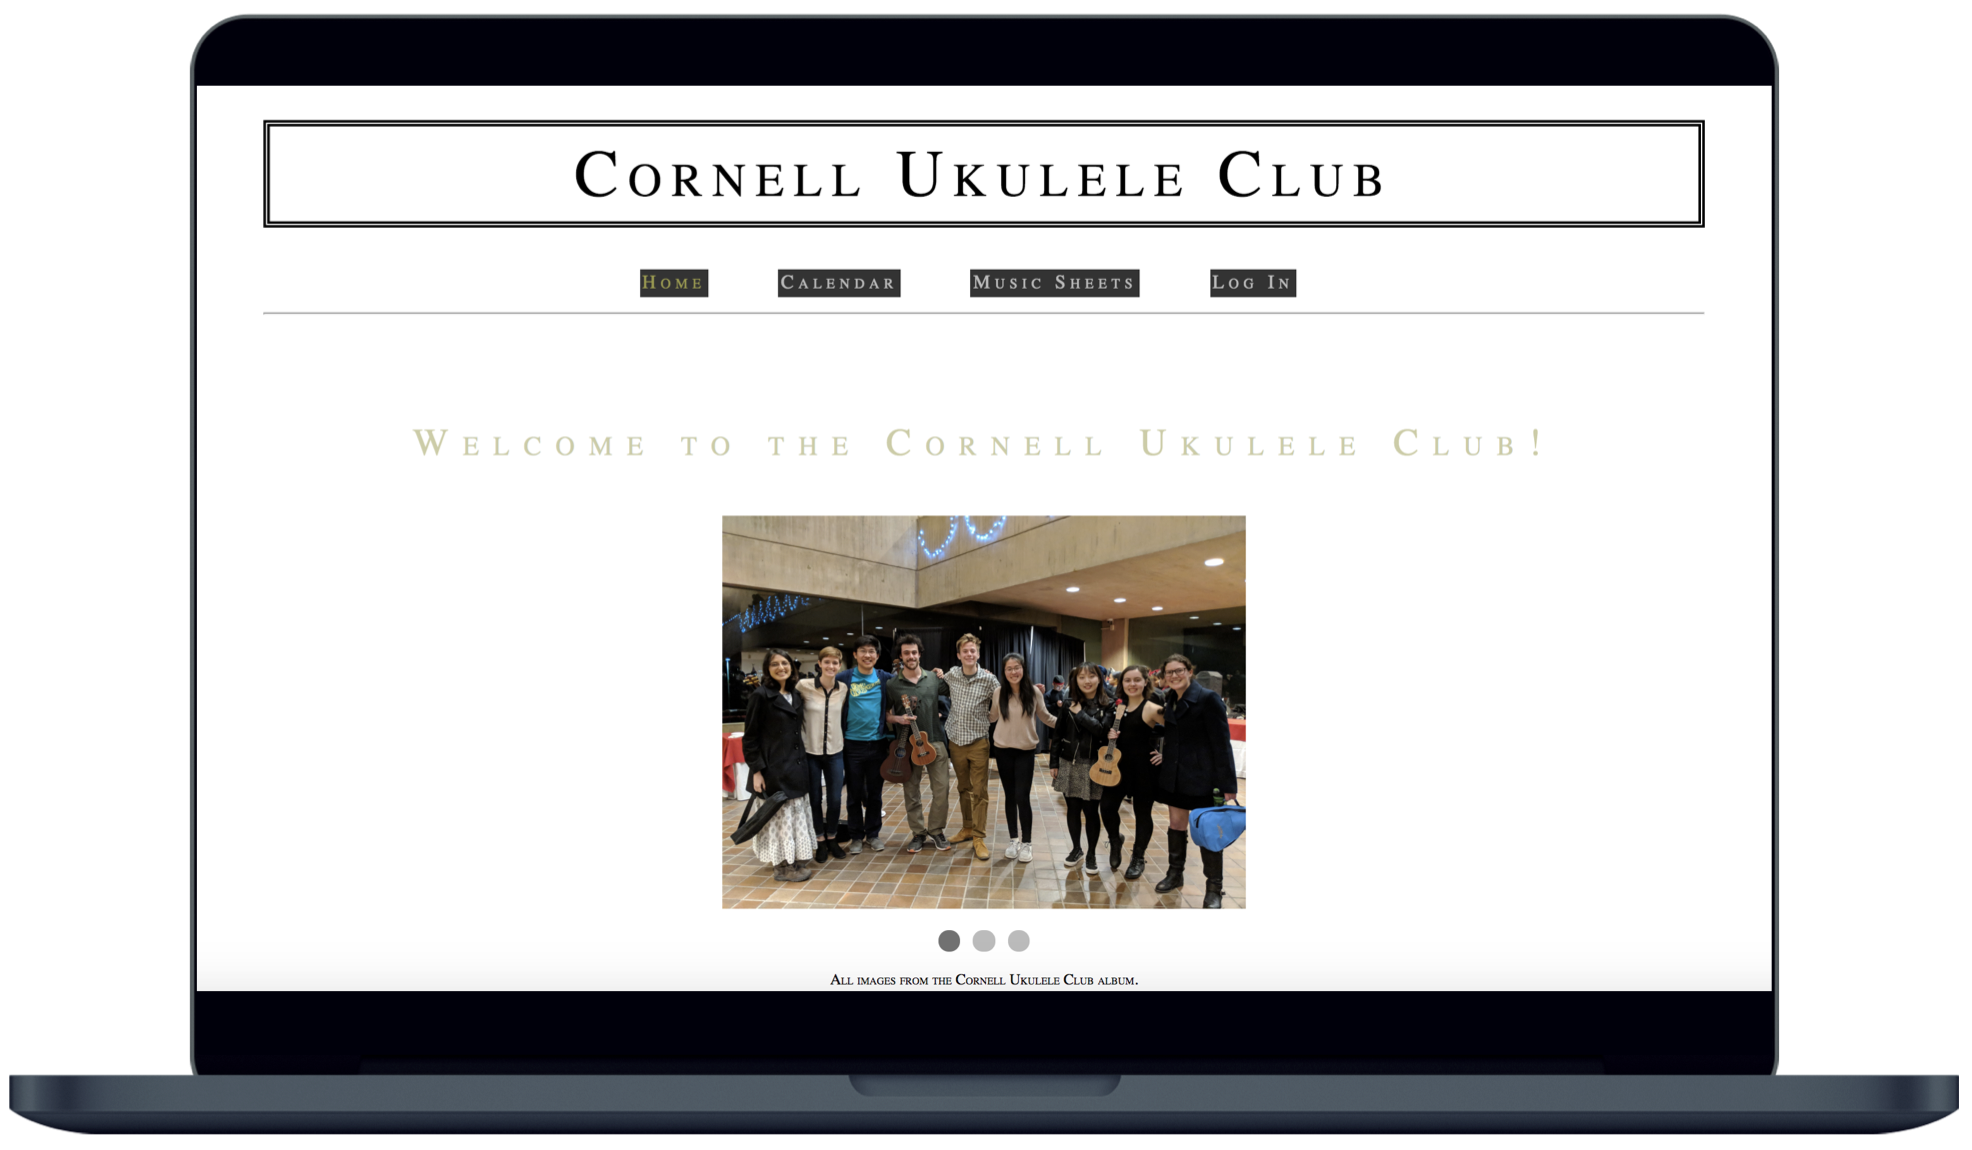 Cornell Ukulele Club
Home Calendar Music Sheets Log In
Welcome to the Cornell Ukulele Club!
All images from the Cornell Ukulele Club album.